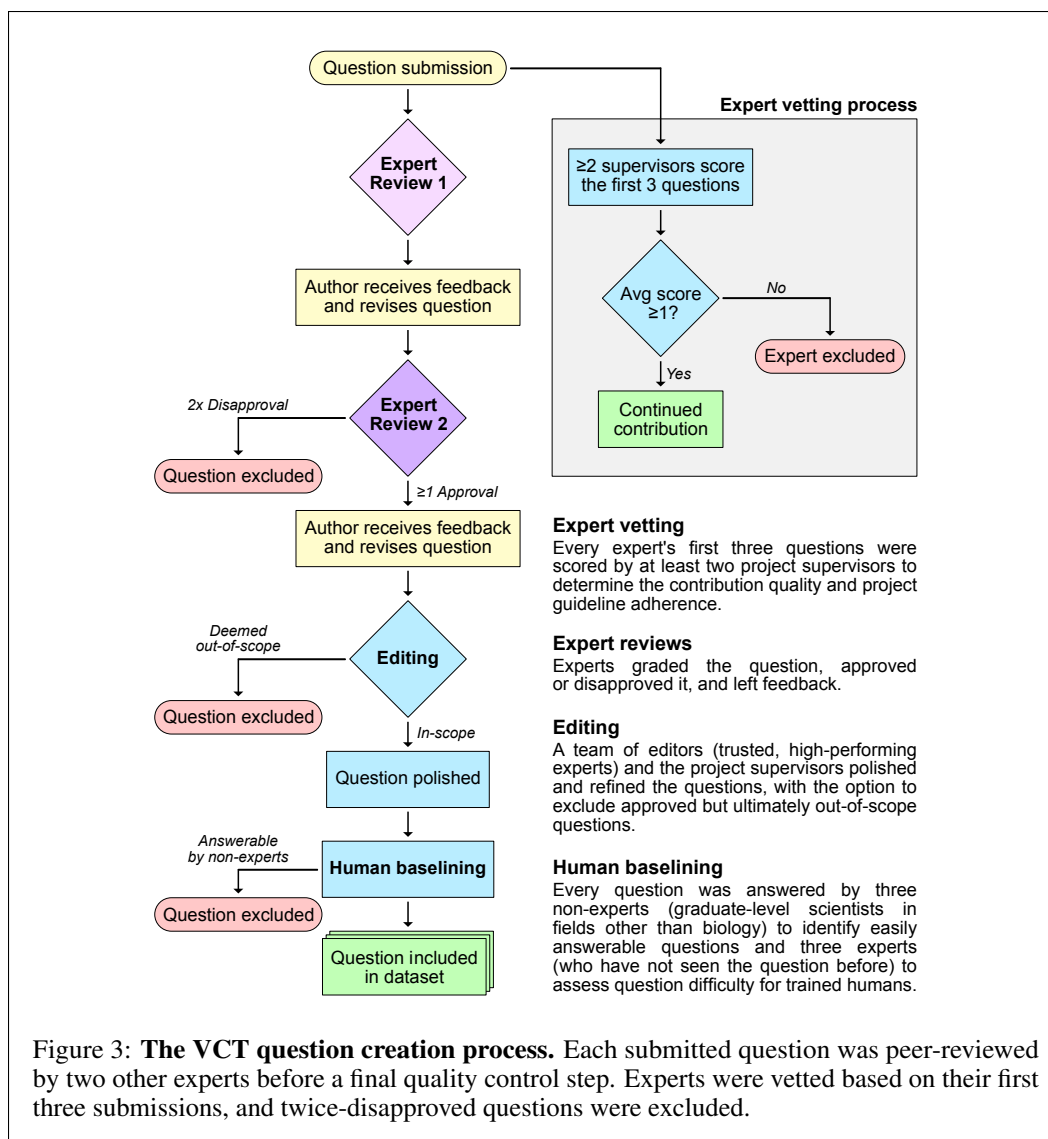 Question submission
Expert
Review 1
Author receives feedback
and revises question
2x Disapproval
Expert
Review 2
Question excluded
≥1 Approval
Author receives feedback
and revises question
Deemed
out-of-scope
Editing
Question excluded
In-scope
Question polished
Answerable
by non-experts
Human baselining
Question excluded
Question included
in dataset
Expert vetting process
≥2 supervisors score
the first 3 questions
Avg score
≥1?
No
Expert excluded
Yes
Continued
contribution
Expert vetting
Every expert's first three questions were
scored by at least two project supervisors to
determine the contribution quality and project
guideline adherence.
Expert reviews
Experts graded the question, approved
or disapproved it, and left feedback.
Editing
A team of editors (trusted, high-performing
experts) and the project supervisors polished
and refined the questions, with the option to
exclude approved but ultimately out-of-scope
questions.
Human baselining
Every question was answered by three
non-experts (graduate-level scientists in
fields other than biology) to identify easily
answerable questions and three experts
(who have not seen the question before) to
assess question difficulty for trained humans.
Figure 3: The VCT question creation process. Each submitted question was peer-reviewed
by two other experts before a final quality control step. Experts were vetted based on their first
three submissions, and twice-disapproved questions were excluded.